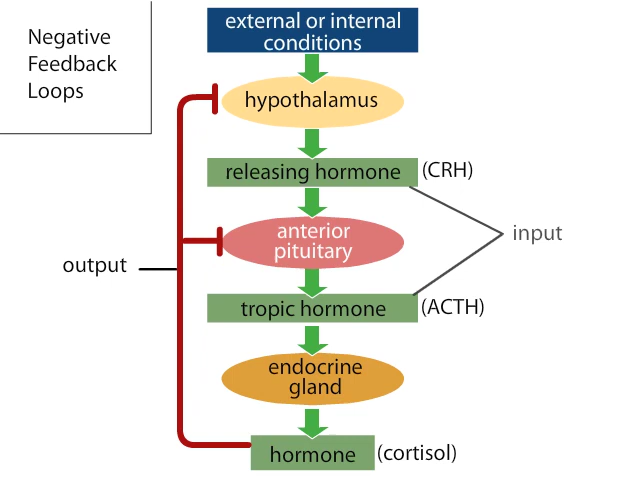 Negative
Feedback
Loops
external or internal
conditions
hypothalamus
releasing hormone (CRH)
anterior
pituitary
input
output
tropic hormone (ACTH)
endocrine
gland
hormone (cortisol)